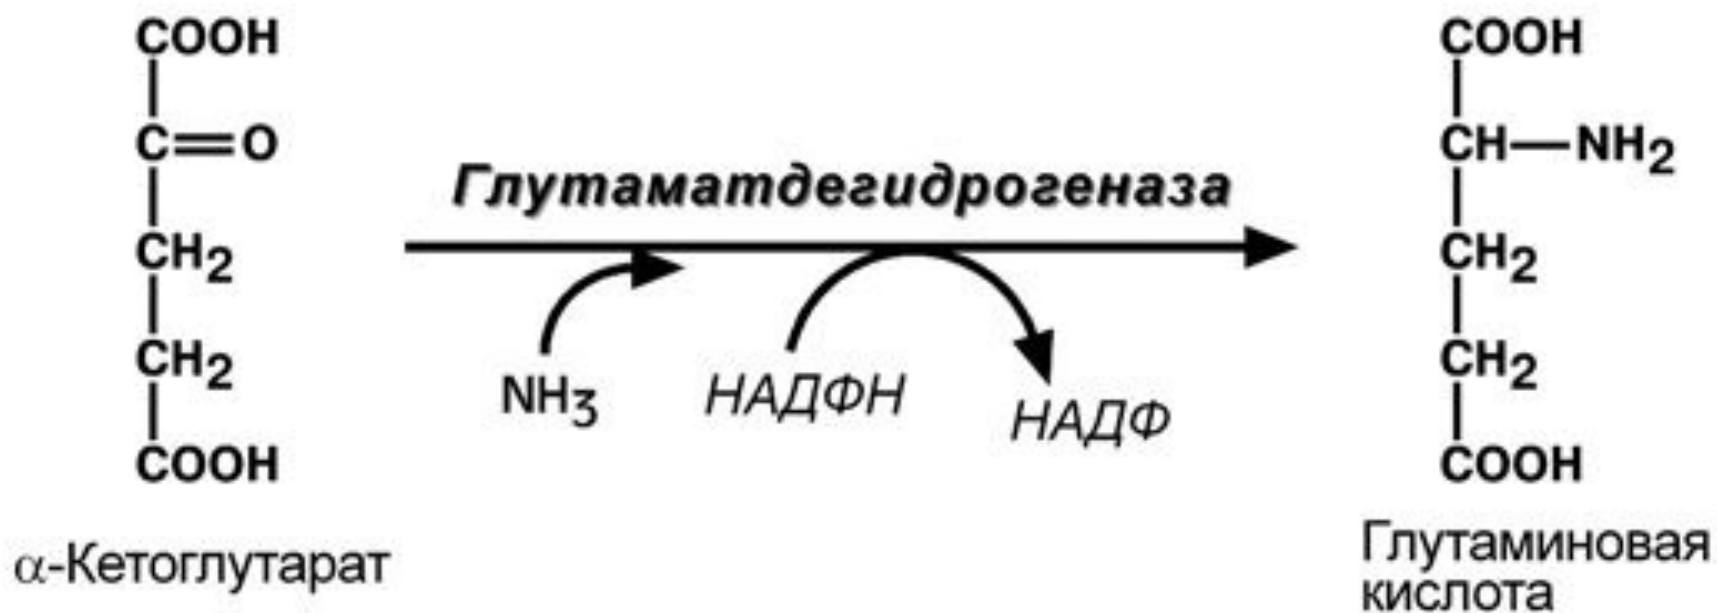 COOH
C=O
CH2
CH2
COOH
α-Кетоглутарат
Глутаматдегидрогеназа
NH3
НАДФН
НАДФ
COOH
CH—NH2
CH2
CH2
COOH
Глутаминовая
кислота